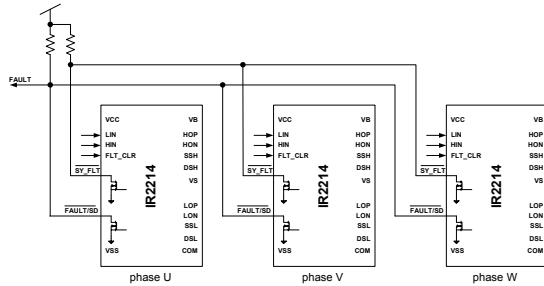 FAULT
VCC VB
LIN HOP
HIN HON
FLT_CLR SSH
DSH
SY_FLT
VS
IR2214
LOP
FAULT/SD LON
SSL
DSL
VSS COM
phase U
VCC VB
LIN HOP
HIN HON
FLT_CLR SSH
DSH
SY_FLT
VS
IR2214
LOP
FAULT/SD LON
SSL
DSL
VSS COM
phase V
VCC VB
LIN HOP
HIN HON
FLT_CLR SSH
DSH
SY_FLT
VS
IR2214
LOP
FAULT/SD LON
SSL
DSL
VSS COM
phase W